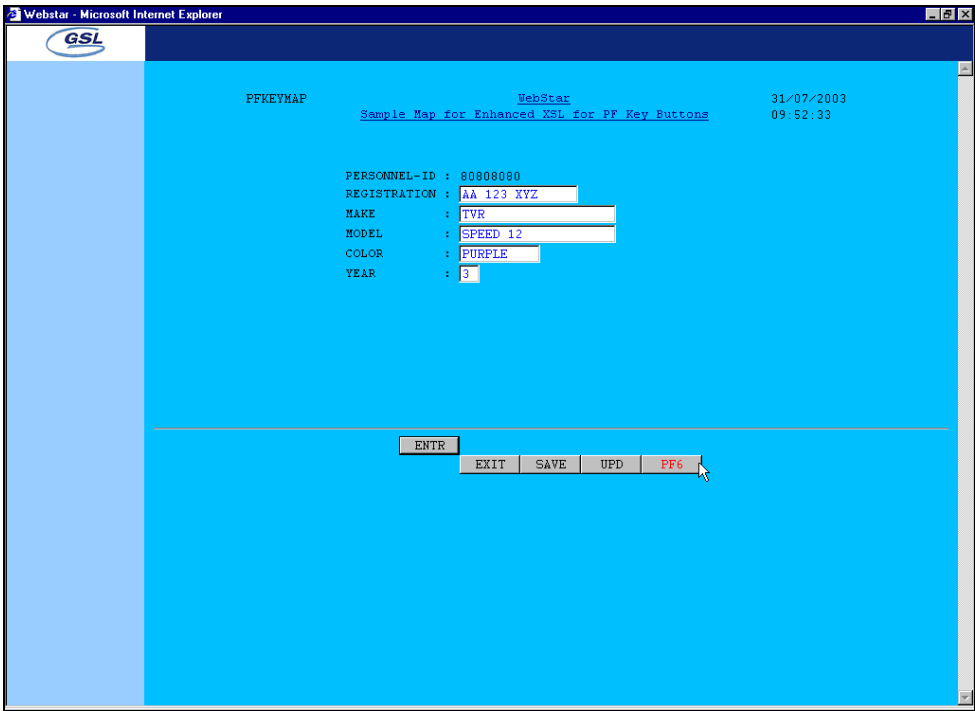 Webstar - Microsoft Internet Explorer
GSL
PFKEYMAP WebStar 31/07/2003
Sample Map for Enhanced XSL for PF Key Buttons 09:52:33
PERSONNEL-ID : 80808080
REGISTRATION : AA 123 XYZ
MAKE : TVR
MODEL : SPEED 12
COLOR : PURPLE
YEAR : 3
ENTR
EXIT SAVE UPD PF6